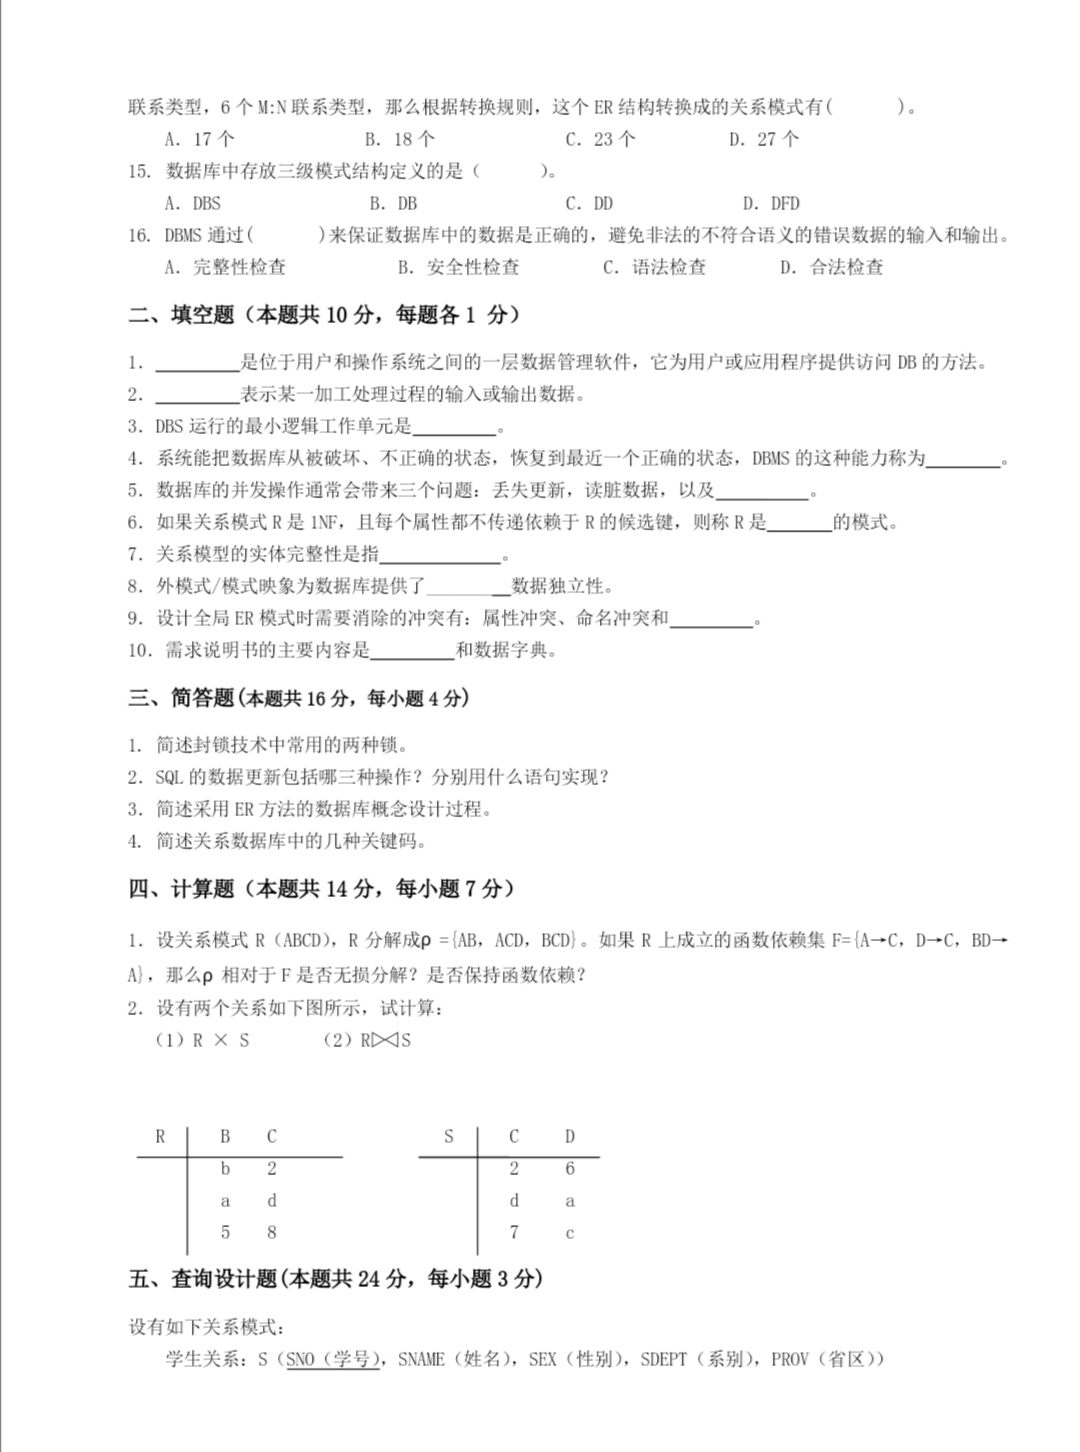 联系类型，6 个 M:N 联系类型，那么根据转换规则，这个 ER 结构转换成的关系模式有(      )。
A．17 个      B．18 个      C．23 个      D．27 个
15. 数据库中存放三级模式结构定义的是（      ）。
A．DBS      B．DB      C．DD      D．DFD
16. DBMS 通过(      )来保证数据库中的数据是正确的，避免非法的不符合语义的错误数据的输入和输出。
A．完整性检查      B．安全性检查      C．语法检查      D．合法检查
二、填空题（本题共 10 分，每题各 1 分）
1．_________是位于用户和操作系统之间的一层数据管理软件，它为用户或应用程序提供访问 DB 的方法。
2．_________表示某一加工处理过程的输入或输出数据。
3．DBS 运行的最小逻辑工作单元是_________。
4．系统能把数据库从被破坏、不正确的状态，恢复到最近一个正确的状态，DBMS 的这种能力称为________。
5．数据库的并发操作通常会带来三个问题：丢失更新，读脏数据，以及__________。
6．如果关系模式 R 是 1NF，且每个属性都不传递依赖于 R 的候选键，则称 R 是_______的模式。
7．关系模型的实体完整性是指_____________。
8．外模式/模式映象为数据库提供了_________数据独立性。
9．设计全局 ER 模式时需要消除的冲突有：属性冲突、命名冲突和_________。
10．需求说明书的主要内容是_________和数据字典。
三、简答题(本题共 16 分，每小题 4 分)
1. 简述封锁技术中常用的两种锁。
2．SQL 的数据更新包括哪三种操作？分别用什么语句实现？
3．简述采用 ER 方法的数据库概念设计过程。
4. 简述关系数据库中的几种关键码。
四、计算题（本题共 14 分，每小题 7 分）
1．设关系模式 R（ABCD），R 分解成ρ ={AB，ACD，BCD}。如果 R 上成立的函数依赖集 F={A→C，D→C，BD→
A}，那么ρ 相对于 F 是否无损分解？是否保持函数依赖？
2．设有两个关系如下图所示，试计算：
（1）R × S      （2）R⋈S
R B C      S C D
b 2      2 6
a d      d a
5 8      7 c
五、查询设计题(本题共 24 分，每小题 3 分)
设有如下关系模式：
学生关系：S（SNO（学号），SNAME（姓名），SEX（性别），SDEPT（系别），PROV（省区））